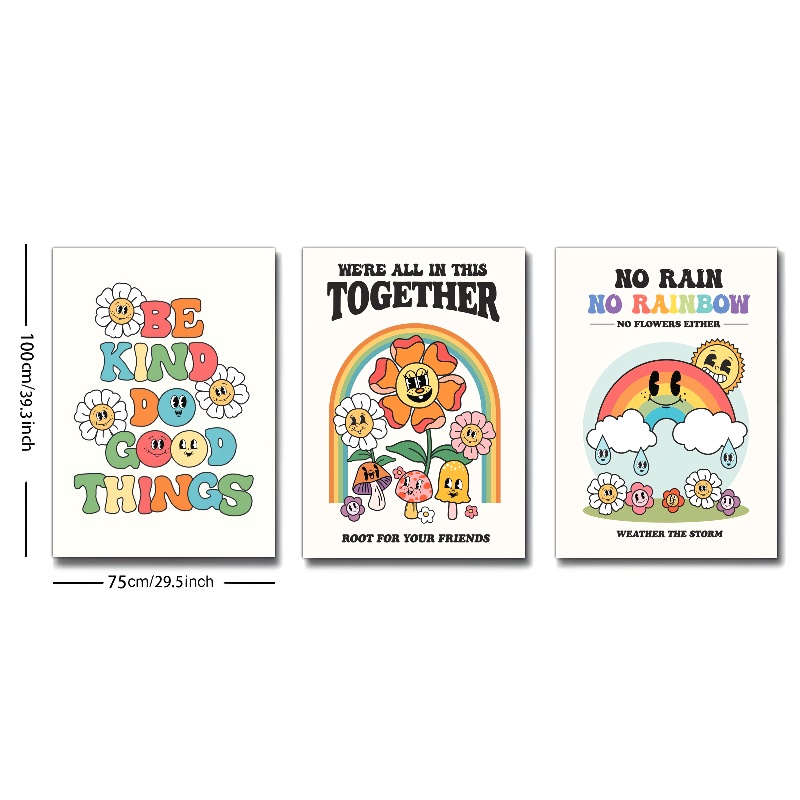 100cm/39.3inch
BE
KIND
DO
GOOD
THINGS
75cm/29.5inch
WE'RE ALL IN THIS
TOGETHER
ROOT FOR YOUR FRIENDS
NO RAIN
NO RAINBOW
NO FLOWERS EITHER
WEATHER THE STORM